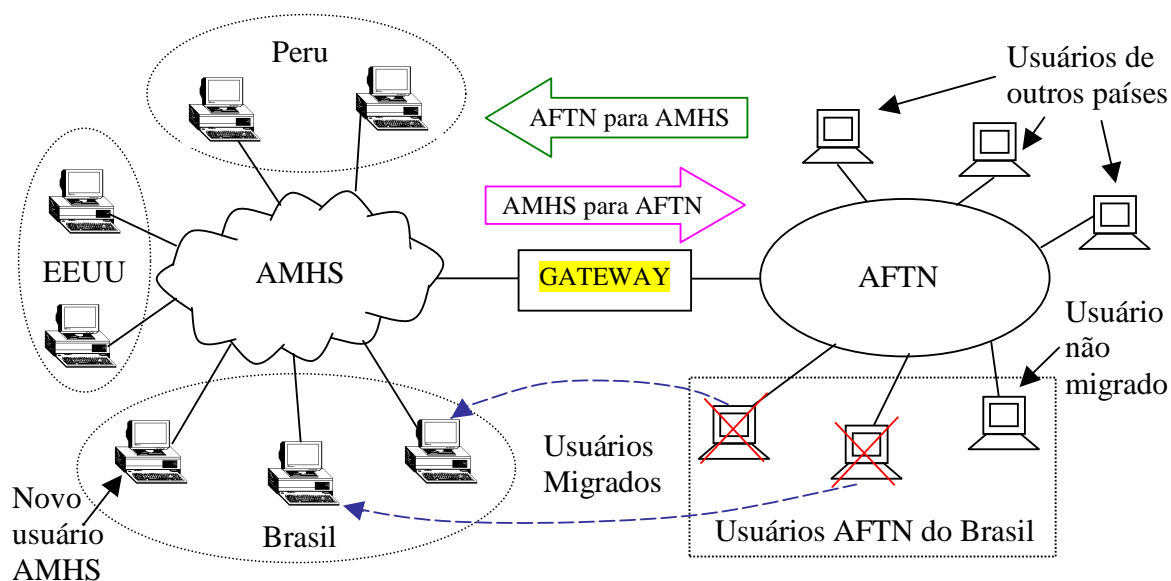 Peru
Usuários de
outros países
AFTN para AMHS
AMHS para AFTN
EEUU
AMHS
GATEWAY
AFTN
Usuário
não
migrado
Usuários
Migrados
Novo
usuário
AMHS
Brasil
Usuários AFTN do Brasil